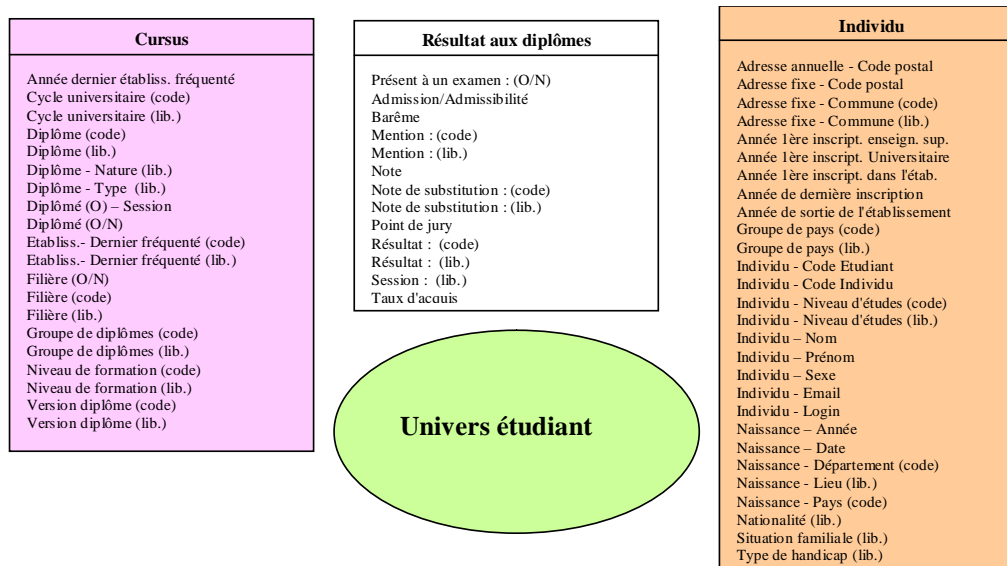 Cursus
Année dernier établiss. fréquenté
Cycle universitaire (code)
Cycle universitaire (lib.)
Diplôme (code)
Diplôme (lib.)
Diplôme - Nature (lib.)
Diplôme - Type (lib.)
Diplômé (O) – Session
Diplômé (O/N)
Etabliss.- Dernier fréquenté (code)
Etabliss.- Dernier fréquenté (lib.)
Filière (O/N)
Filière (code)
Filière (lib.)
Groupe de diplômes (code)
Groupe de diplômes (lib.)
Niveau de formation (code)
Niveau de formation (lib.)
Version diplôme (code)
Version diplôme (lib.)
Résultat aux diplômes
Présent à un examen : (O/N)
Admission/Admissibilité
Barême
Mention : (code)
Mention : (lib.)
Note
Note de substitution : (code)
Note de substitution : (lib.)
Point de jury
Résultat : (code)
Résultat : (lib.)
Session : (lib.)
Taux d'acquis
Univers étudiant
Individu
Adresse annuelle - Code postal
Adresse fixe - Code postal
Adresse fixe - Commune (code)
Adresse fixe - Commune (lib.)
Année 1ère inscript. enseign. sup.
Année 1ère inscript. Universitaire
Année 1ère inscript. dans l'étab.
Année de dernière inscription
Année de sortie de l'établissement
Groupe de pays (code)
Groupe de pays (lib.)
Individu - Code Etudiant
Individu - Code Individu
Individu - Niveau d'études (code)
Individu - Niveau d'études (lib.)
Individu – Nom
Individu – Prénom
Individu – Sexe
Individu - Email
Individu - Login
Naissance – Année
Naissance – Date
Naissance - Département (code)
Naissance - Lieu (lib.)
Naissance - Pays (code)
Nationalité (lib.)
Situation familiale (lib.)
Type de handicap (lib.)